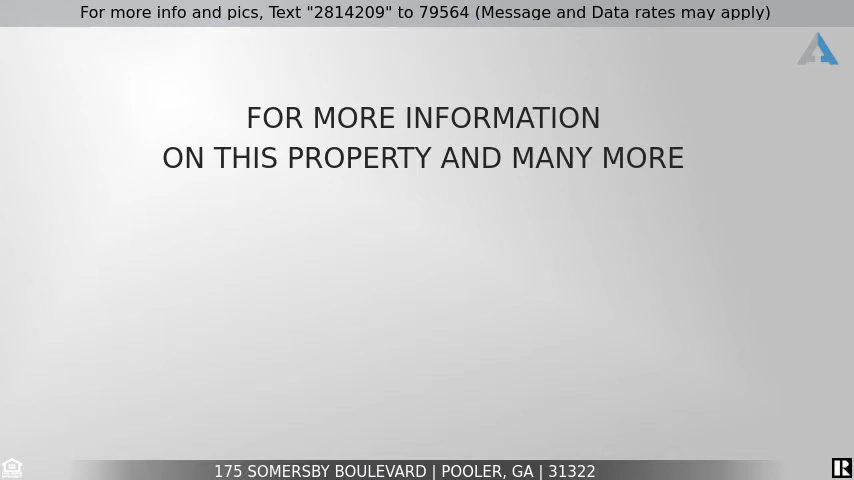 For more info and pics, Text "2814209" to 79564 (Message and Data rates may apply)
FOR MORE INFORMATION
ON THIS PROPERTY AND MANY MORE
175 SOMERSBY BOULEVARD | POOLER, GA | 31322